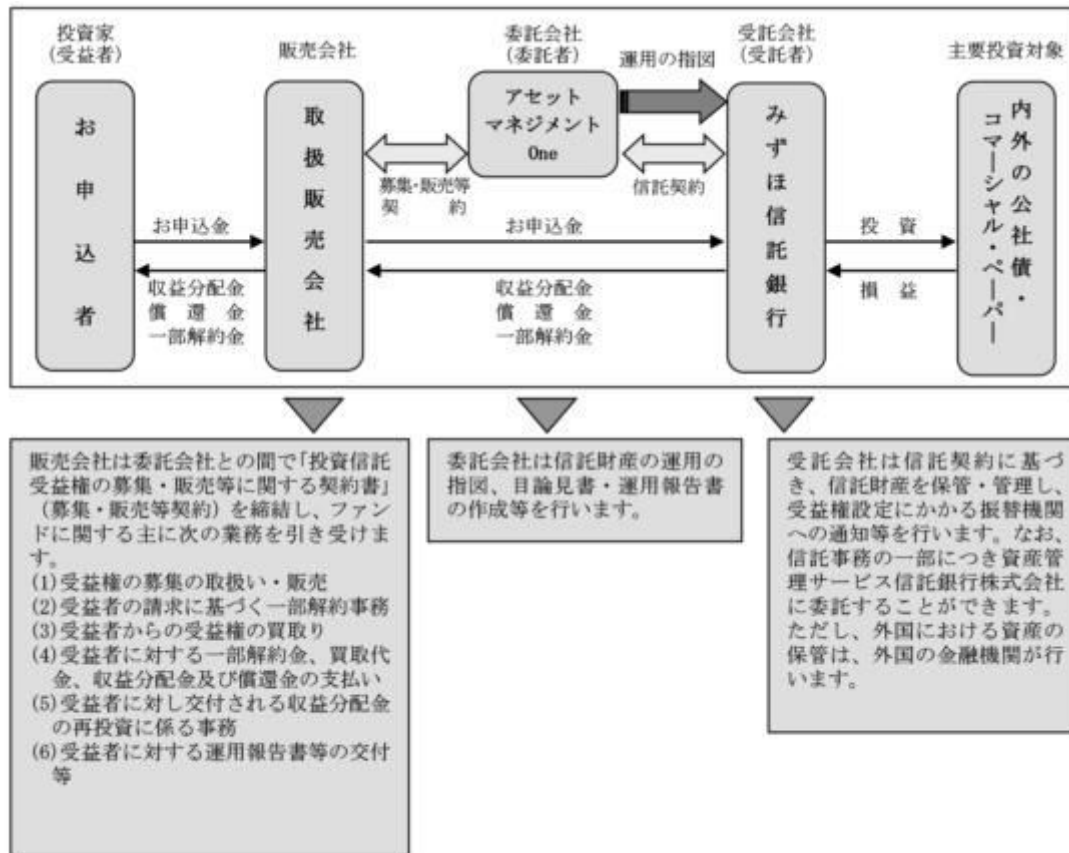 投資家
(受益者)
販売会社
委託会社
(委託者)
運用の指図
受託会社
(受託者)
主要投資対象
お申込者
取扱販売会社
アセット
マネジメント
One
みずほ信託銀行
内外の公社債・
コマーシャル・ペーパー
募集・販売等
契約
信託契約
お申込金
お申込金
投資
収益分配金
償還金
一部解約金
収益分配金
償還金
一部解約金
損益
販売会社は委託会社との間で「投資信託
受益権の募集・販売等に関する契約書」
(募集・販売等契約)を締結し、ファン
ドに関する主に次の業務を引き受けま
す。
(1)受益権の募集の取扱い・販売
(2)受益者の請求に基づく一部解約事務
(3)受益者からの受益権の買取り
(4)受益者に対する一部解約金、買取代
金、収益分配金及び償還金の支払い
(5)受益者に対し交付される収益分配金
の再投資に係る事務
(6)受益者に対する運用報告書等の交付
等
委託会社は信託財産の運用の
指図、目論見書・運用報告書
の作成等を行います。
受託会社は信託契約に基づ
き、信託財産を保管・管理し、
受益権設定にかかる振替機関
への通知等を行います。なお、
信託事務の一部につき資産管
理サービス信託銀行株式会社
に委託することができます。
ただし、外国における資産の
保管は、外国の金融機関が行
います。